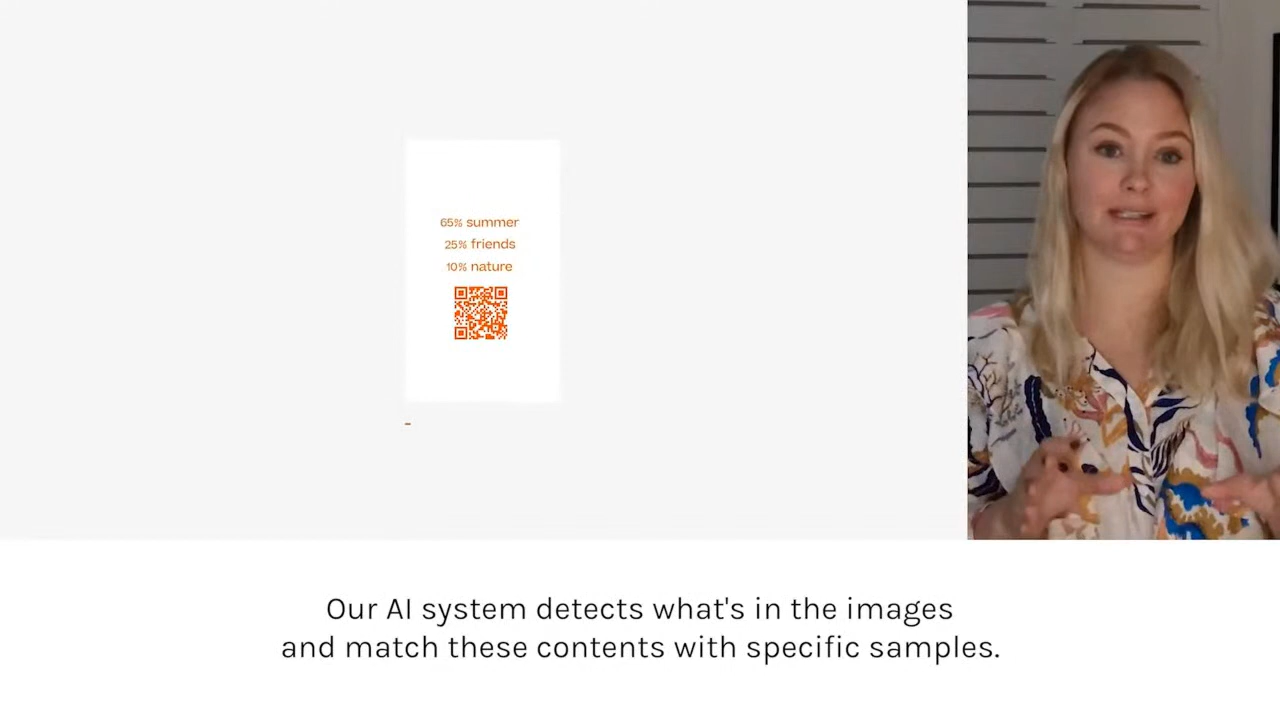 65% summer
25% friends
10% nature
Our AI system detects what's in the images
and match these contents with specific samples.